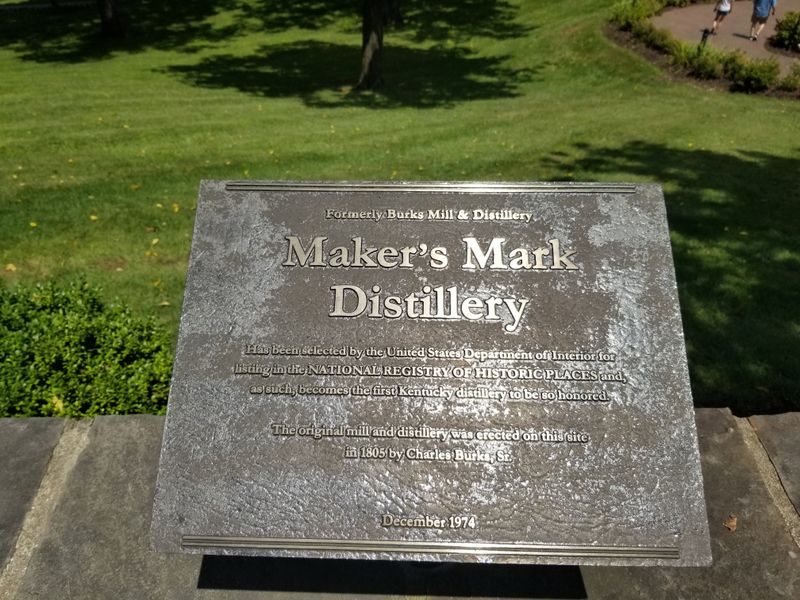 Formerly Burks Mill & Distillery
Maker's Mark
Distillery
Has been selected by the United States Department of Interior for
listing in the NATIONAL REGISTRY OF HISTORIC PLACES and,
as such, becomes the first Kentucky distillery to be so honored.
The original mill and distillery was erected on this site
in 1805 by Charles Burks, Sr.
December 1974